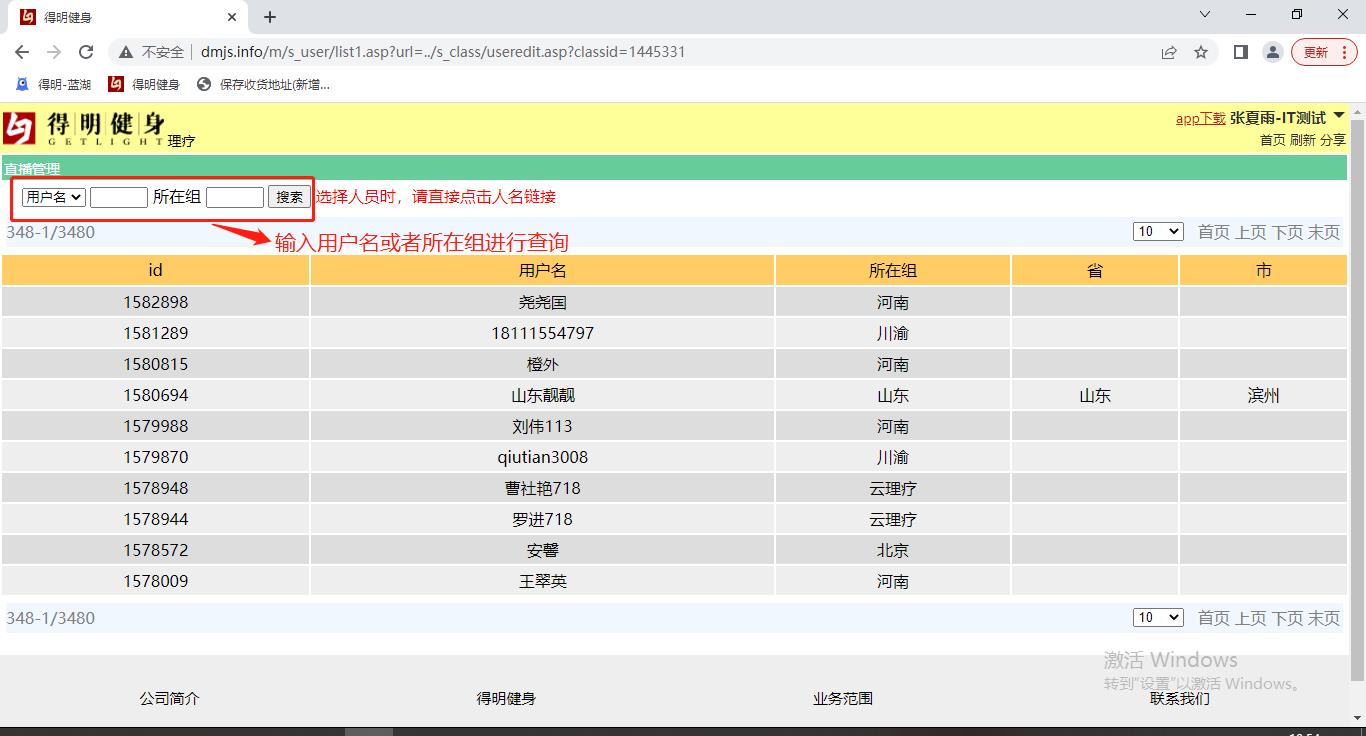 得明健身
不安全 dmjs.info/m/s_user/list1.asp?url=../s_class/useredit.asp?classid=1445331 更新
得明-蓝湖 得明健身 保存收货地址(新增...
得明健身 GETLIGHT 理疗 app下载 张夏雨-IT测试
首页 刷新 分享
直播管理
用户名 所在组 搜索 选择人员时，请直接点击人名链接
348-1/3480 10 首页 上页 下页 末页
输入用户名或者所在组进行查询
id 用户名 所在组 省 市
1582898 尧尧国 河南
1581289 18111554797 川渝
1580815 橙外 河南
1580694 山东靓靓 山东 山东 滨州
1579988 刘伟113 河南
1579870 qiutian3008 川渝
1578948 曹社艳718 云理疗
1578944 罗进718 云理疗
1578572 安馨 北京
1578009 王翠英 河南
348-1/3480 10 首页 上页 下页 末页
激活 Windows
转到"设置"以激活 Windows。
公司简介 得明健身 业务范围 联系我们